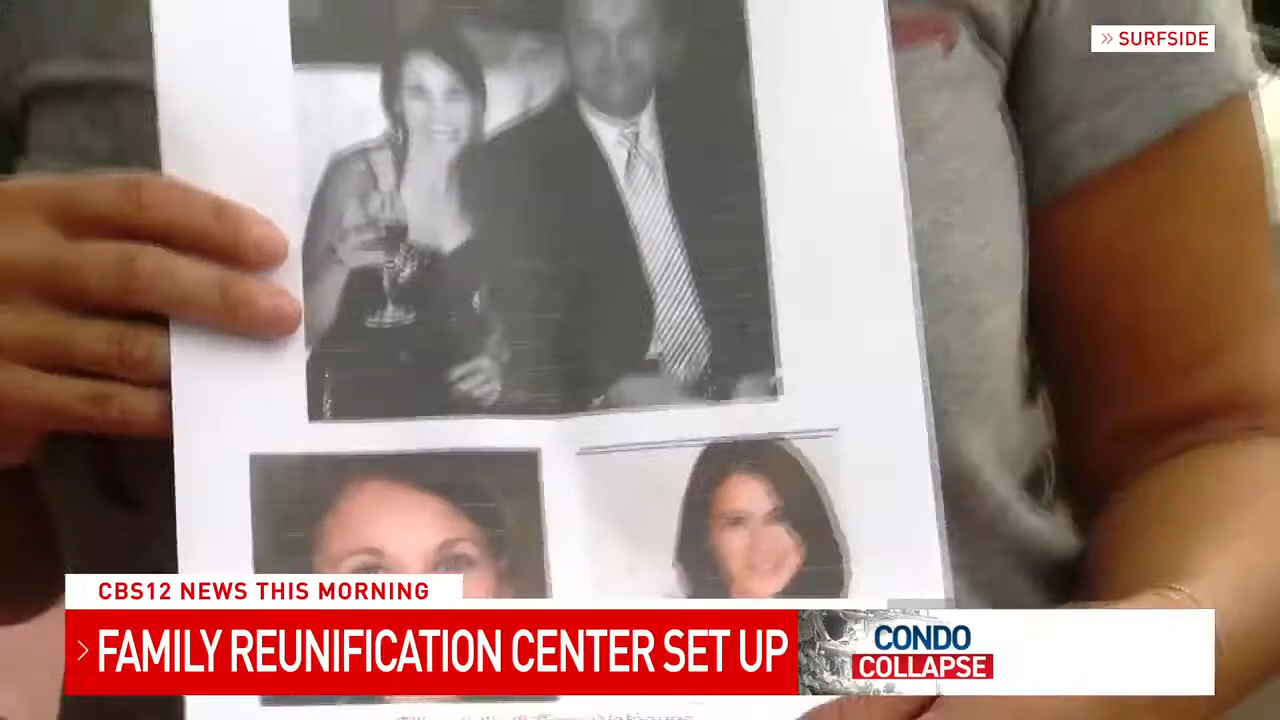 » SURFSIDE
CBS12 NEWS THIS MORNING
FAMILY REUNIFICATION CENTER SET UP
CONDO
COLLAPSE